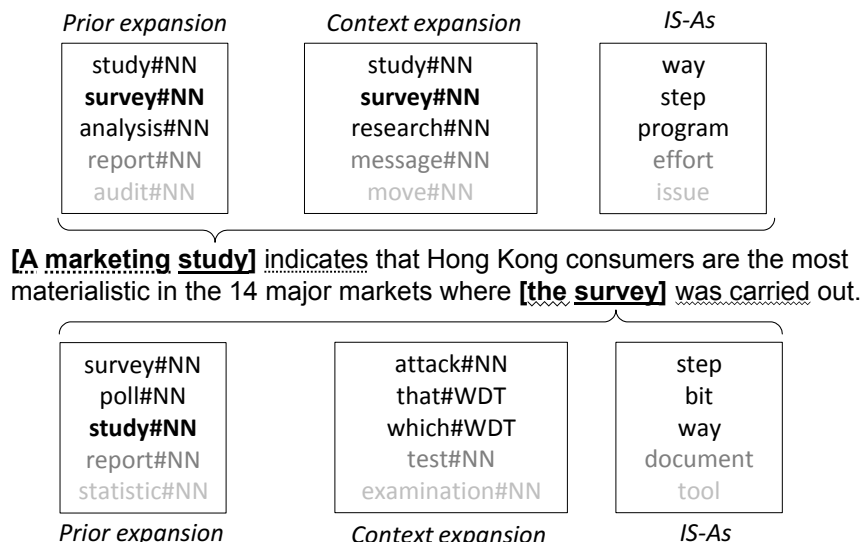 Prior expansion Context expansion IS-As
study#NN study#NN way
survey#NN survey#NN step
analysis#NN research#NN program
report#NN message#NN effort
audit#NN move#NN issue
[A marketing study] indicates that Hong Kong consumers are the most
materialistic in the 14 major markets where [the survey] was carried out.
survey#NN attack#NN step
poll#NN that#WDT bit
study#NN which#WDT way
report#NN test#NN document
statistic#NN examination#NN tool
Prior expansion Context expansion IS-As